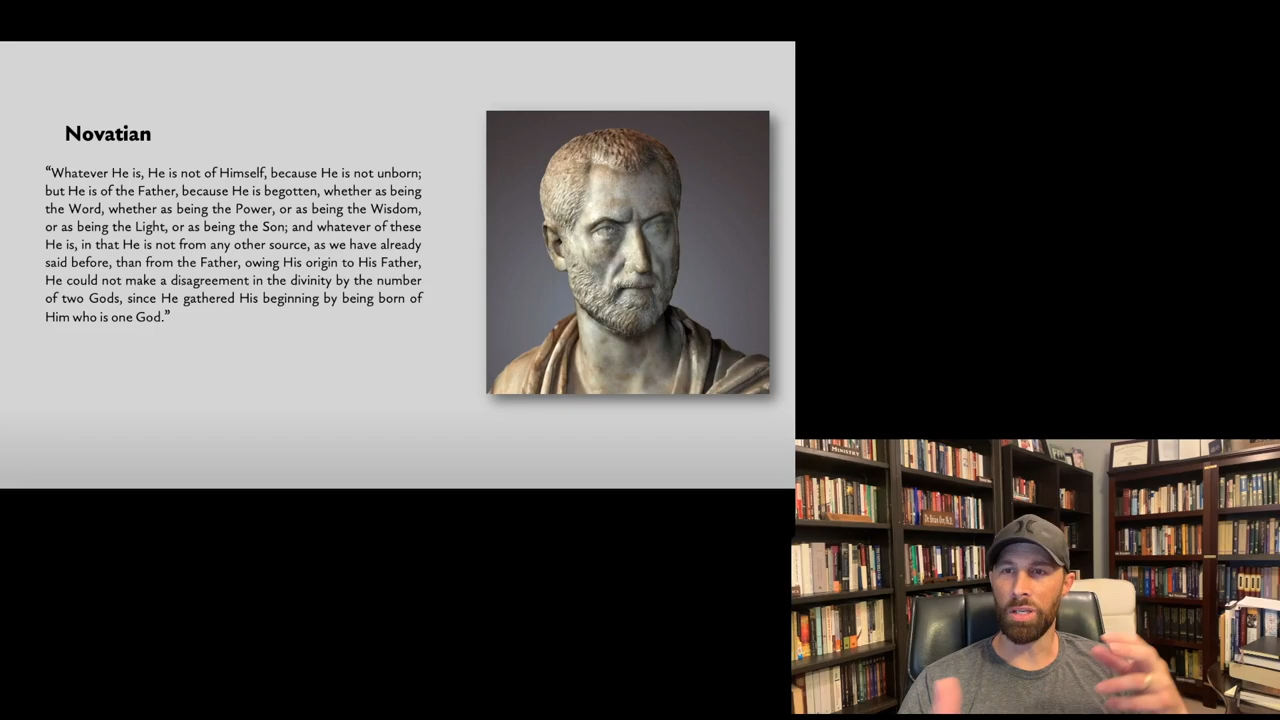 Novatian
“Whatever He is, He is not of Himself, because He is not unborn;
but He is of the Father, because He is begotten, whether as being
the Word, whether as being the Power, or as being the Wisdom,
or as being the Light, or as being the Son; and whatever of these
He is, in that He is not from any other source, as we have already
said before, than from the Father, owing His origin to His Father,
He could not make a disagreement in the divinity by the number
of two Gods, since He gathered His beginning by being born of
Him who is one God.”
MINISTRY